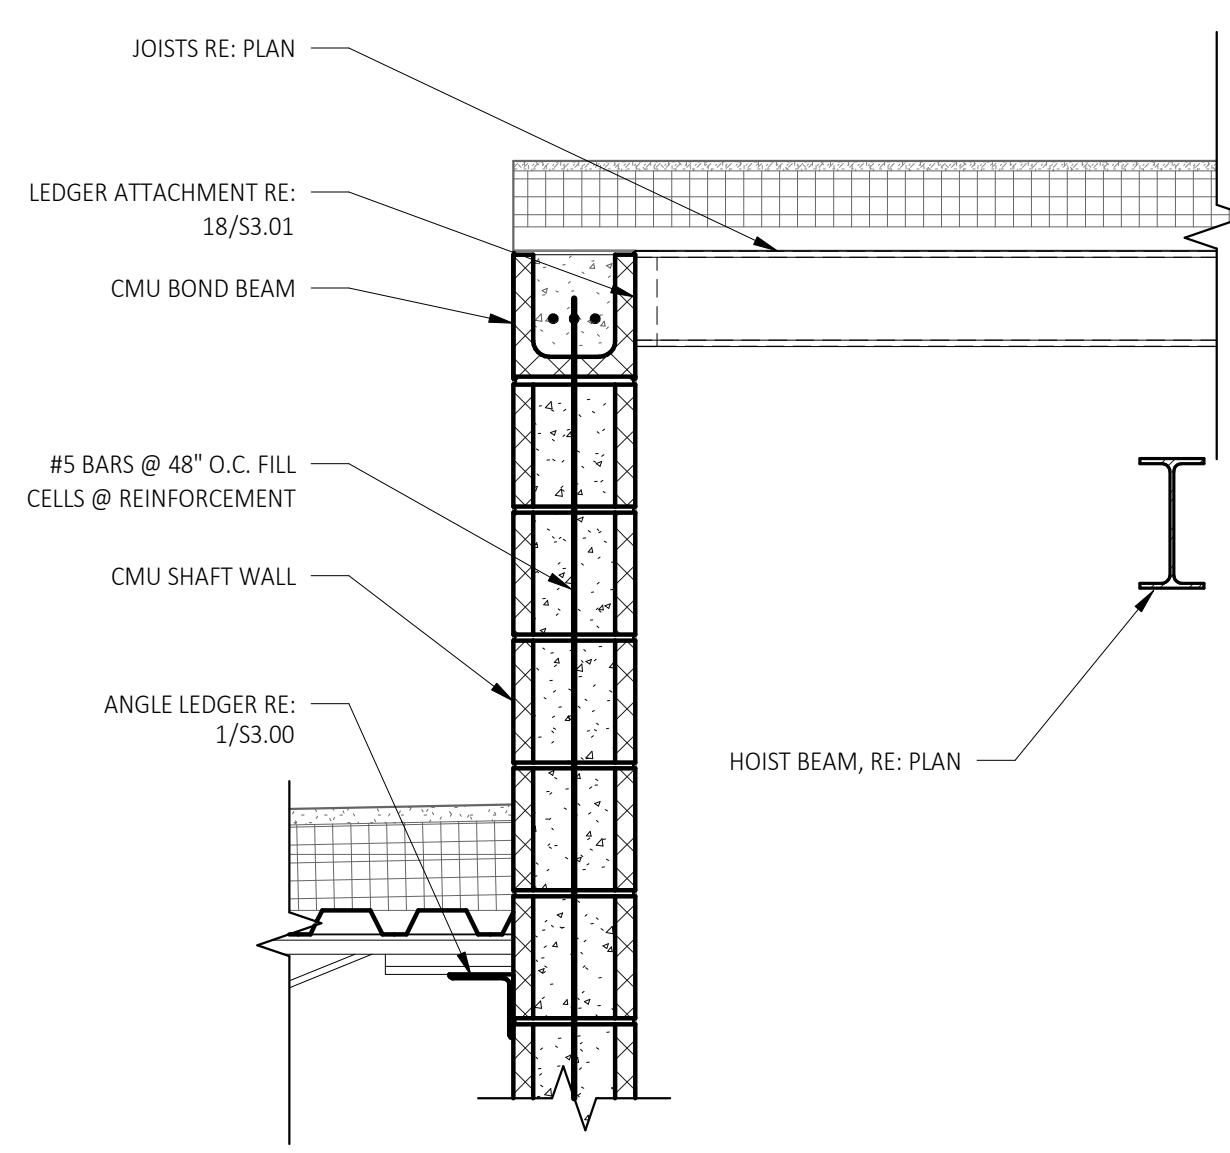 JOISTS RE: PLAN
LEDGER ATTACHMENT RE:
18/S3.01
CMU BOND BEAM
#5 BARS @ 48" O.C. FILL
CELLS @ REINFORCEMENT
CMU SHAFT WALL
ANGLE LEDGER RE:
1/S3.00
HOIST BEAM, RE: PLAN